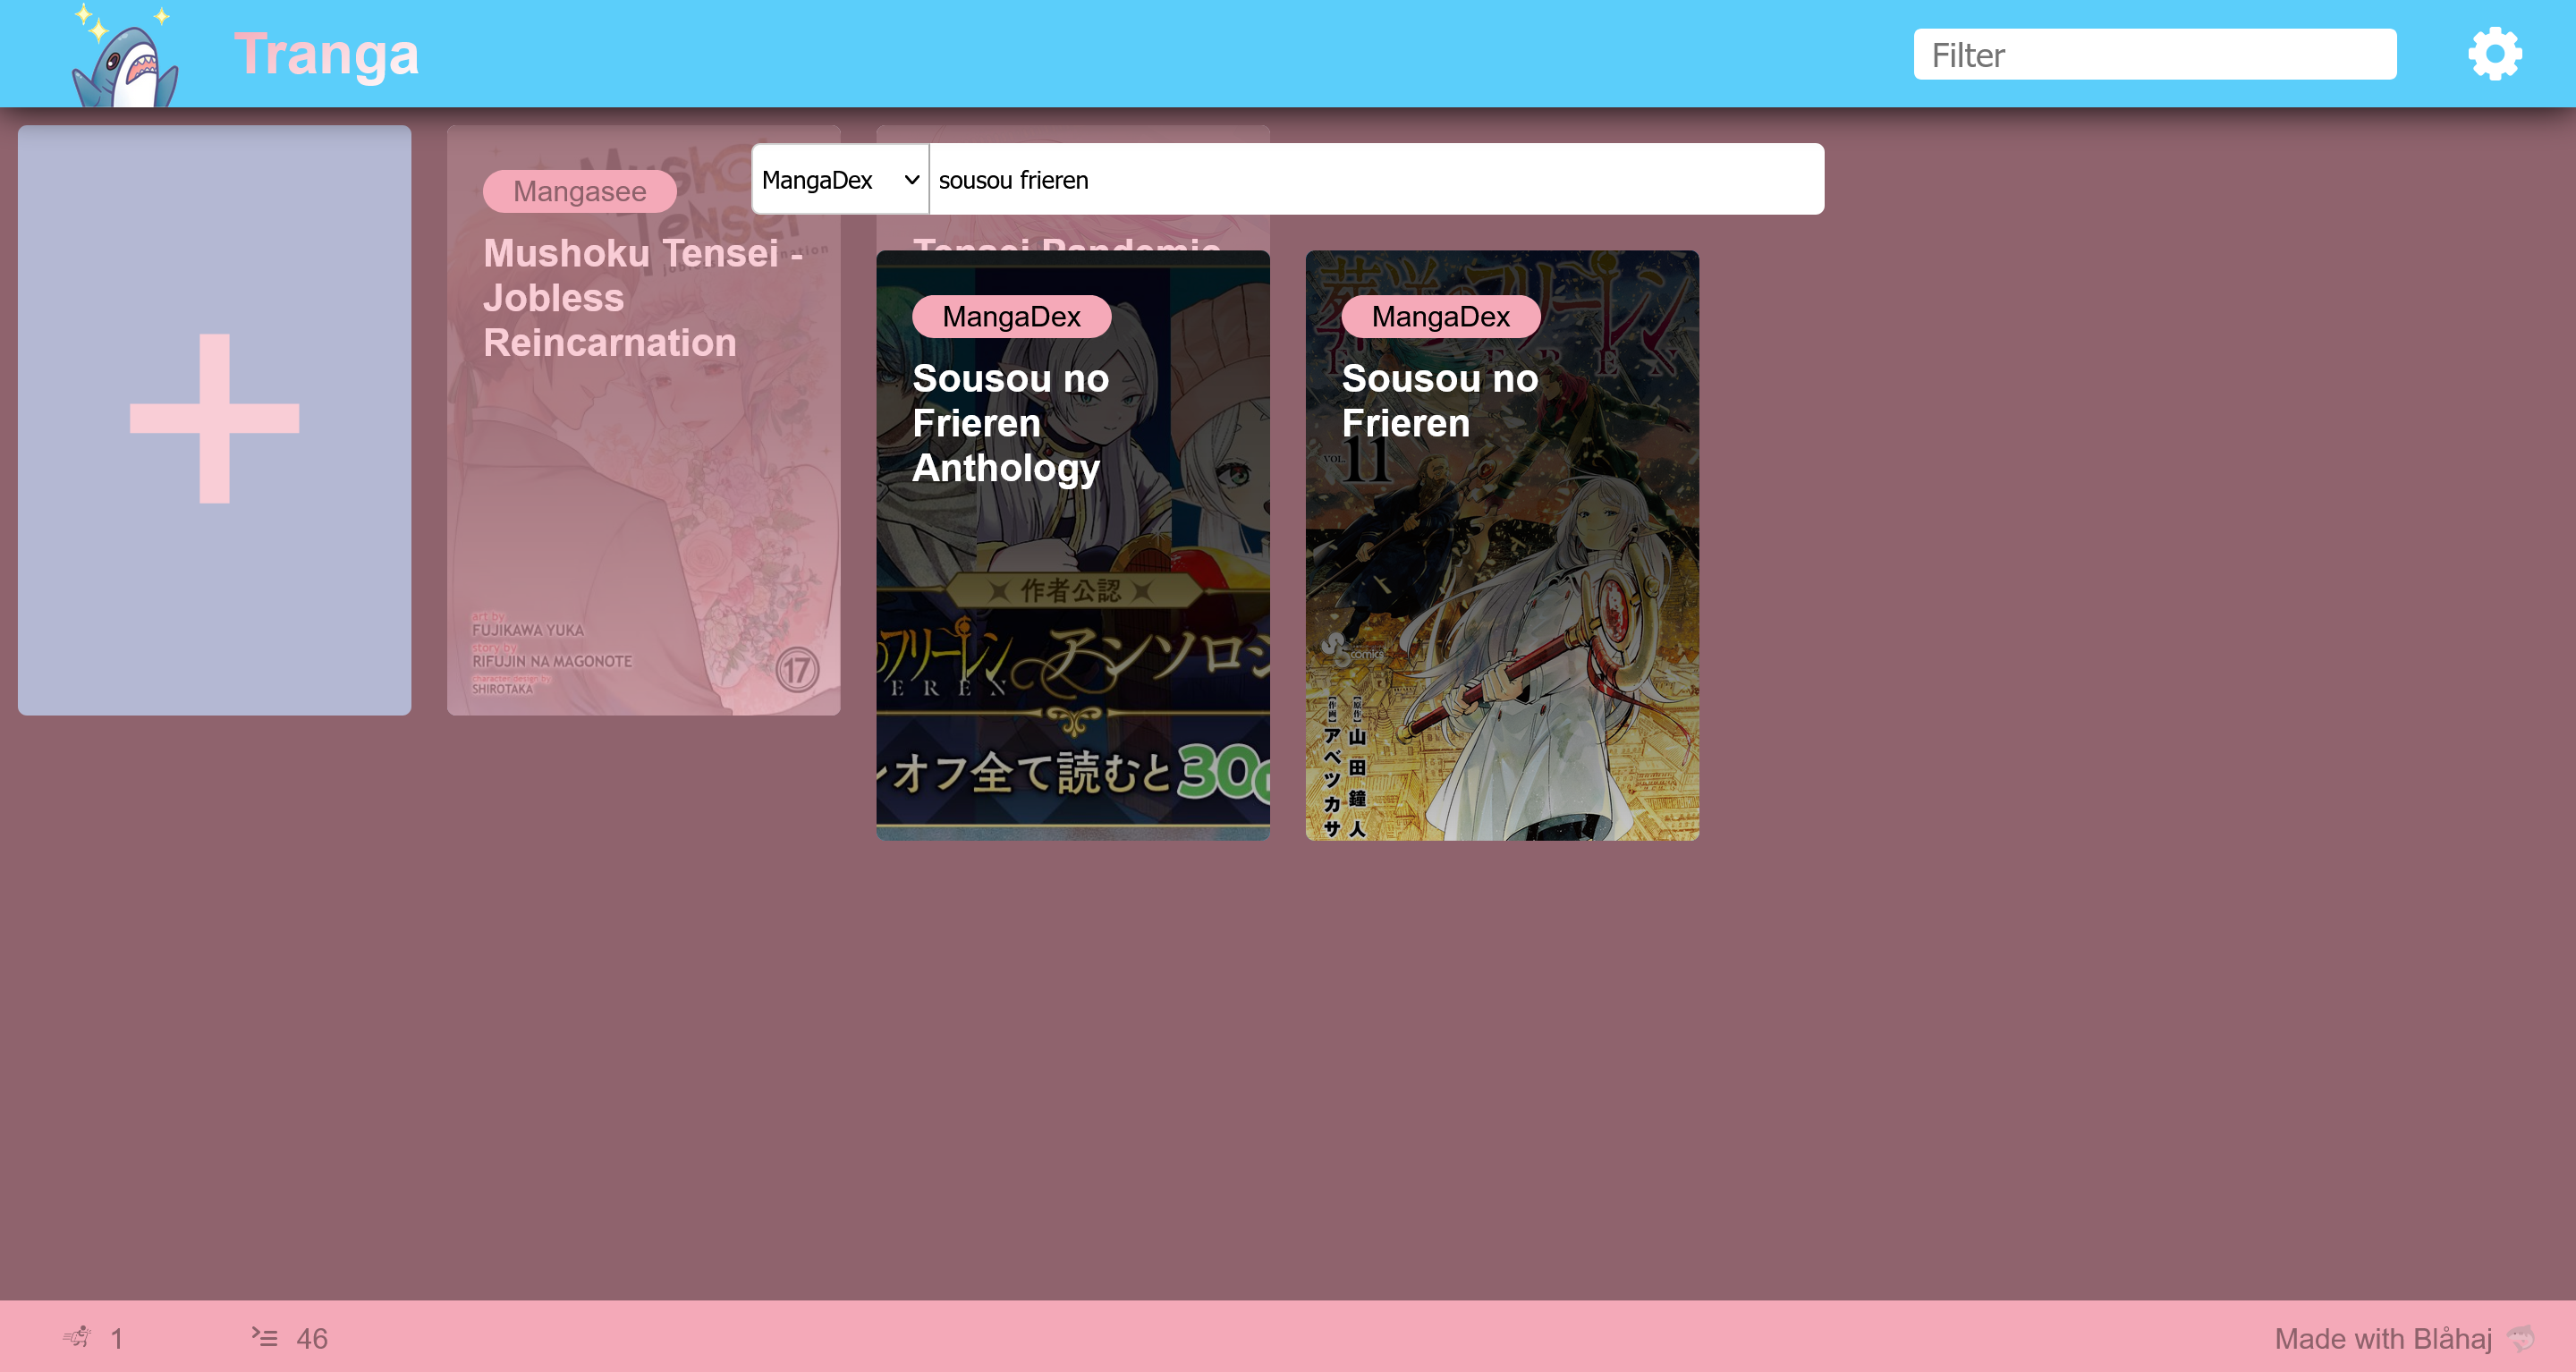 Tranga
Filter
MangaDex
sousou frieren
Mangasee
Mushoku Tensei -
Jobless
Reincarnation
Mushoku
Tensei
art by
FUJIKAWA YUKA
story by
RIFUJIN NA MAGONOTE
character design by
SHIROTAKA
17
Tensei Pandemic
MangaDex
Sousou no
Frieren
Anthology
作者公認
のフリーレン
アンソロジ
EREN
オフ全て読むと30
MangaDex
Sousou no
Frieren
葬送のフリーレン
VOL.
11
comics
[原作]山田鐘人
[作画]アベツカサ
1
46
Made with Blåhaj